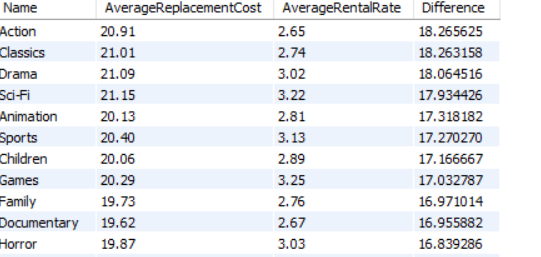 Name AverageReplacementCost AverageRentalRate Difference
Action 20.91 2.65 18.265625
Classics 21.01 2.74 18.263158
Drama 21.09 3.02 18.064516
Sci-Fi 21.15 3.22 17.934426
Animation 20.13 2.81 17.318182
Sports 20.40 3.13 17.270270
Children 20.06 2.89 17.166667
Games 20.29 3.25 17.032787
Family 19.73 2.76 16.971014
Documentary 19.62 2.67 16.955882
Horror 19.87 3.03 16.839286